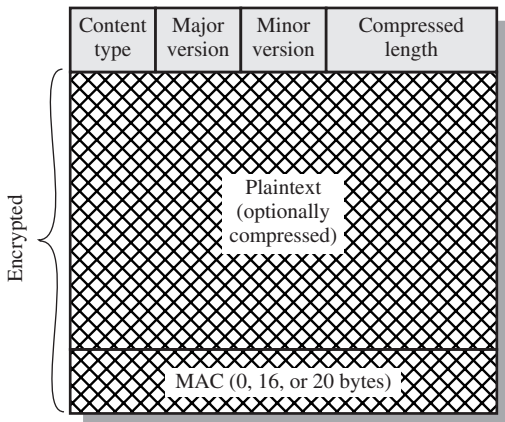 Content type
Major version
Minor version
Compressed length
Plaintext
(optionally
compressed)
MAC (0, 16, or 20 bytes)
Encrypted